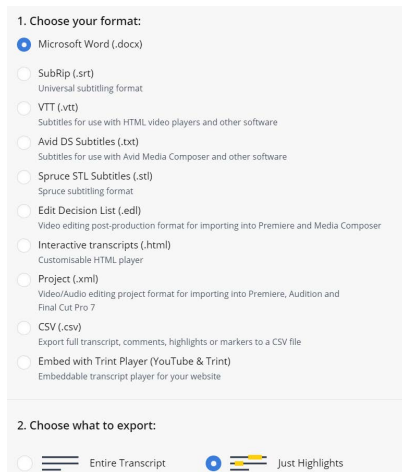 1. Choose your format:
Microsoft Word (.docx)
SubRip (.srt)
Universal subtitling format
VTT (.vtt)
Subtitles for use with HTML video players and other software
Avid DS Subtitles (.txt)
Subtitles for use with Avid Media Composer and other software
Spruce STL Subtitles (.stl)
Spruce subtitling format
Edit Decision List (.edl)
Video editing post-production format for importing into Premiere and Media Composer
Interactive transcripts (.html)
Customisable HTML player
Project (.xml)
Video/Audio editing project format for importing into Premiere, Audition and
Final Cut Pro 7
CSV (.csv)
Export full transcript, comments, highlights or markers to a CSV file
Embed with Trint Player (YouTube & Trint)
Embeddable transcript player for your website
2. Choose what to export:
Entire Transcript
Just Highlights